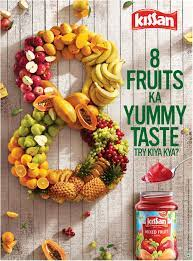 Kissan
8
FRUITS
KA
YUMMY
TASTE
TRY KIYA KYA?
Kissan
MIXED FRUIT